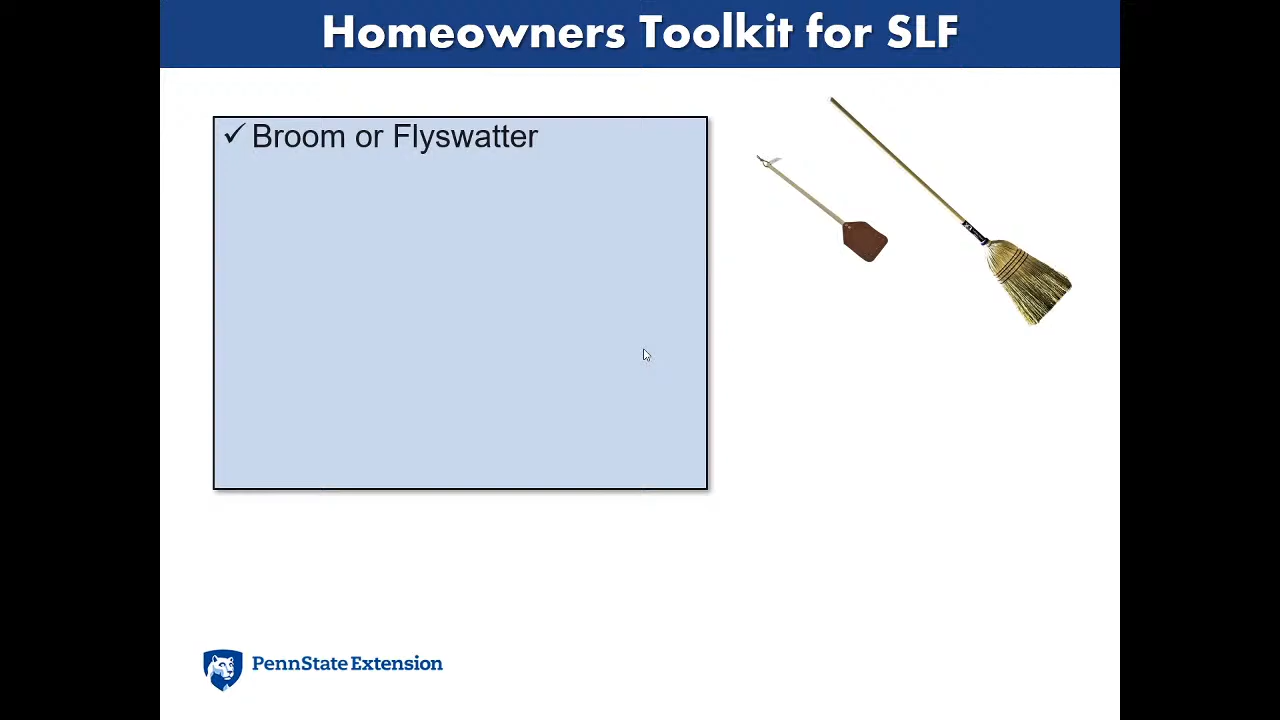 Homeowners Toolkit for SLF
✓ Broom or Flyswatter
PennState Extension